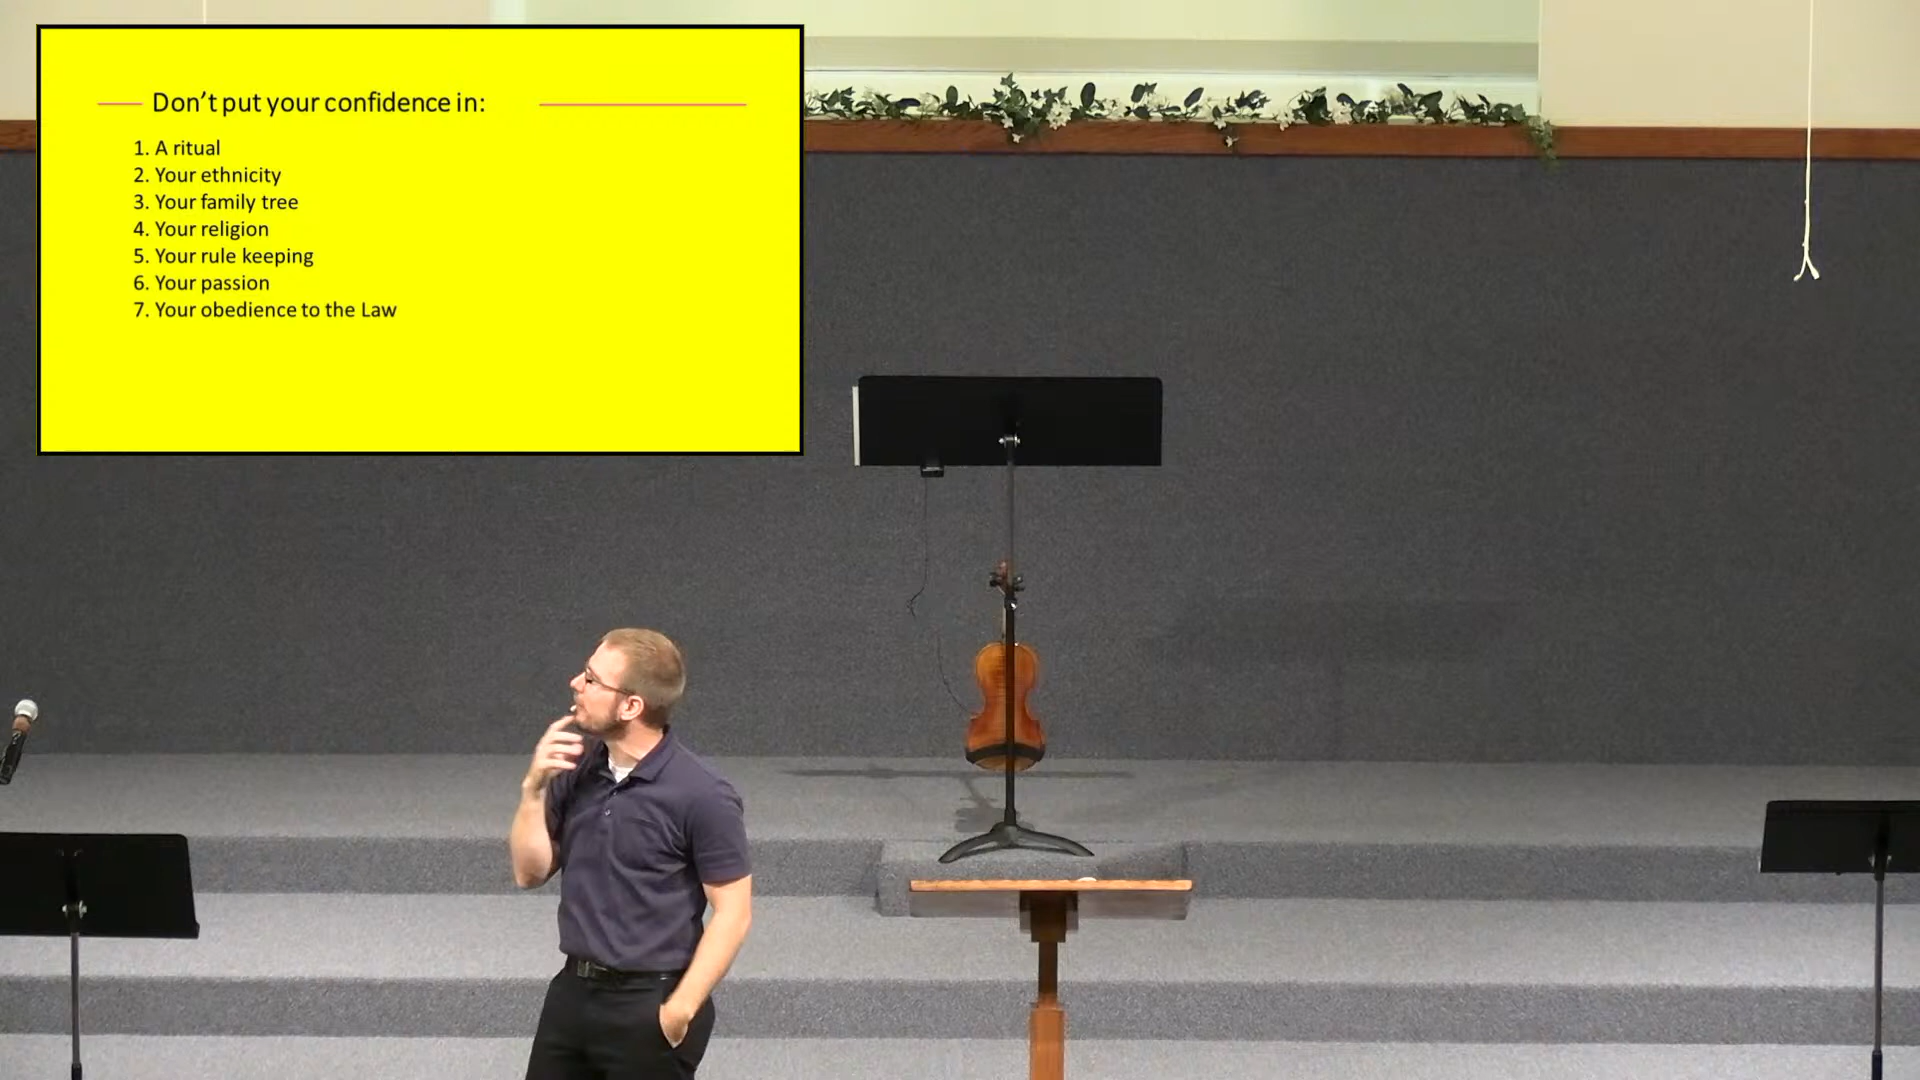 Don't put your confidence in:
1. A ritual
2. Your ethnicity
3. Your family tree
4. Your religion
5. Your rule keeping
6. Your passion
7. Your obedience to the Law